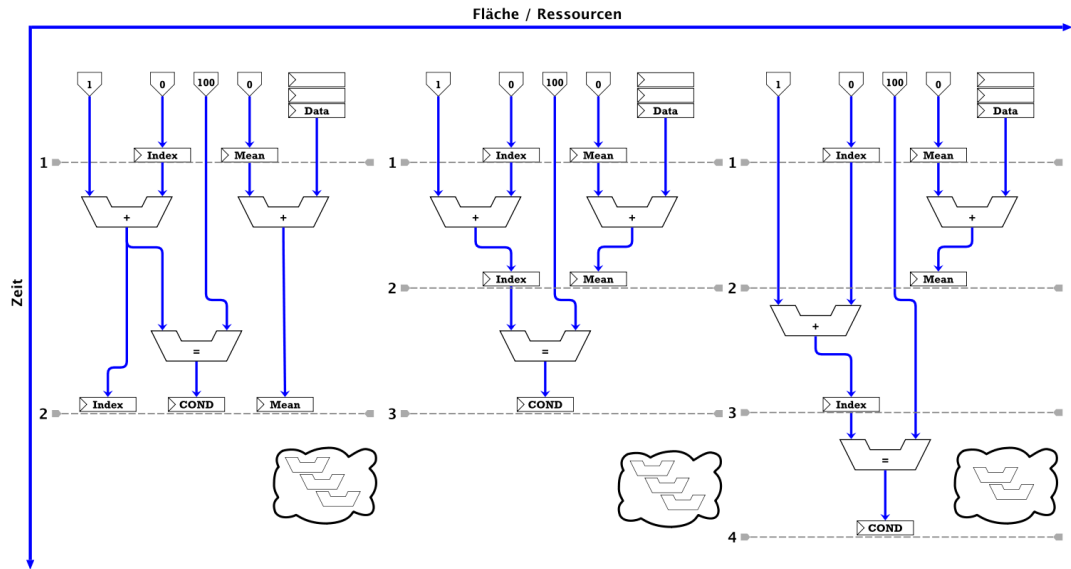 Fläche / Ressourcen
Zeit
1 0 100 0
Data
Index Mean
1
+ +
=
Index COND Mean
2
1 0 100 0
Data
Index Mean
1
+ +
Index Mean
2
=
COND
3
1 0 100 0
Data
Index Mean
1
+
Mean
2
+
Index
3
=
COND
4